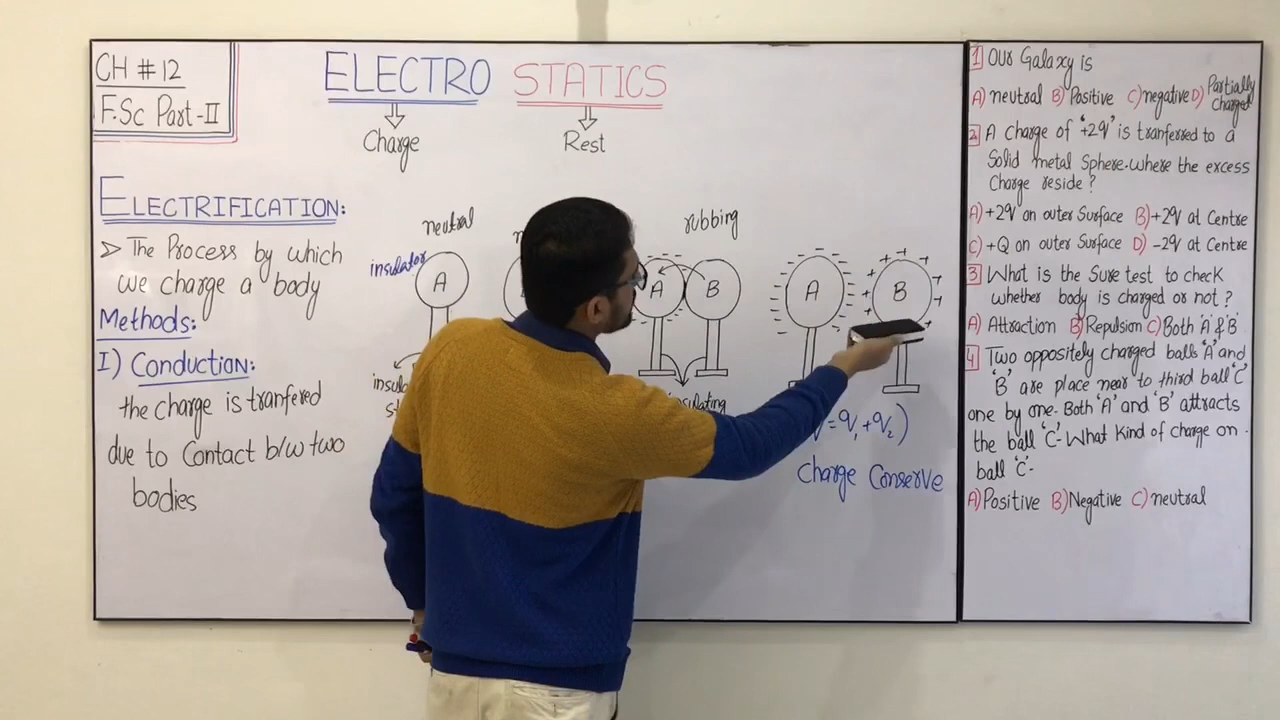 CH # 12
F.Sc Part-II
ELECTRO STATICS
Charge
Rest
ELECTRIFICATION:
➢ The Process by which
we charge a body
Methods:
I) Conduction:
the charge is tranfered
due to Contact b/w two
bodies
neutral
insulator
A
rubbing
A
B
A
B
= q₁ + q₂)
Charge Conserve
1 Our Galaxy is
A) neutral B) Positive C) negative D) Partially charged
2 A charge of '+2q' is tranferred to a
Solid metal Sphere. Where the excess
Charge reside?
A) +2q on outer Surface B) +2q at Centre
C) +Q on outer Surface D) -2q at Centre
3 What is the Sure test to check
whether body is charged or not?
A) Attraction B) Repulsion C) Both 'A' & 'B'
4 Two oppositely charged balls 'A' and
'B' are place near to third ball 'C'
one by one. Both 'A' and 'B' attracts
the ball 'C'- What Kind of charge on
ball 'C'-
A) Positive B) Negative C) neutral